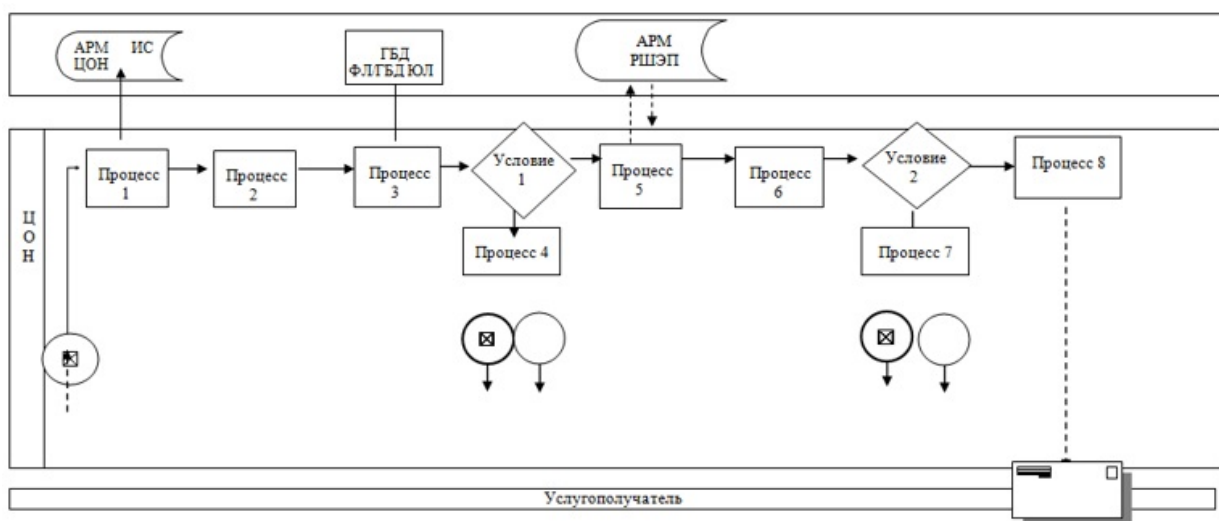 АРМ ИС
ЦОН
ГБД
ФЛ/ГБД ЮЛ
АРМ
РШЭП
ЦОН
Процесс
1
Процесс
2
Процесс
3
Условие
1
Процесс
5
Процесс
6
Условие
2
Процесс 8
Процесс 4
Процесс 7
Услугополучатель